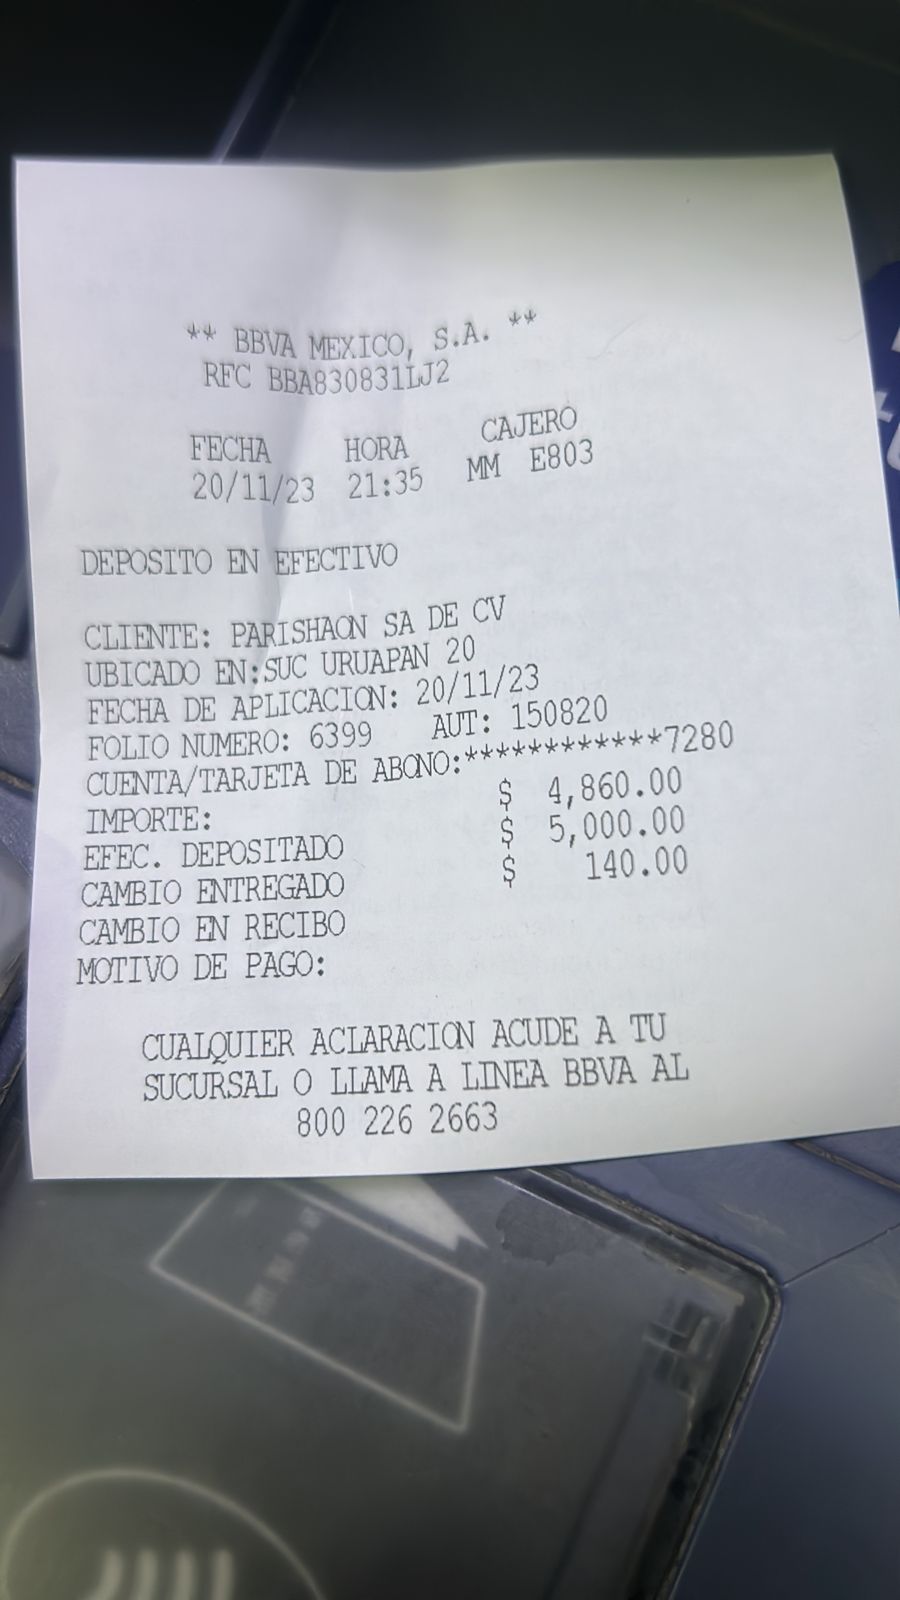 ** BBVA MEXICO, S.A. **
RFC BBA830831LJ2
FECHA HORA CAJERO
20/11/23 21:35 MM E803
DEPOSITO EN EFECTIVO
CLIENTE: PARISHAON SA DE CV
UBICADO EN:SUC URUAPAN 20
FECHA DE APLICACION: 20/11/23
FOLIO NUMERO: 6399 AUT: 150820
CUENTA/TARJETA DE ABONO:************7280
IMPORTE: $ 4,860.00
EFEC. DEPOSITADO $ 5,000.00
CAMBIO ENTREGADO $ 140.00
CAMBIO EN RECIBO
MOTIVO DE PAGO:
CUALQUIER ACLARACION ACUDE A TU
SUCURSAL O LLAMA A LINEA BBVA AL
800 226 2663